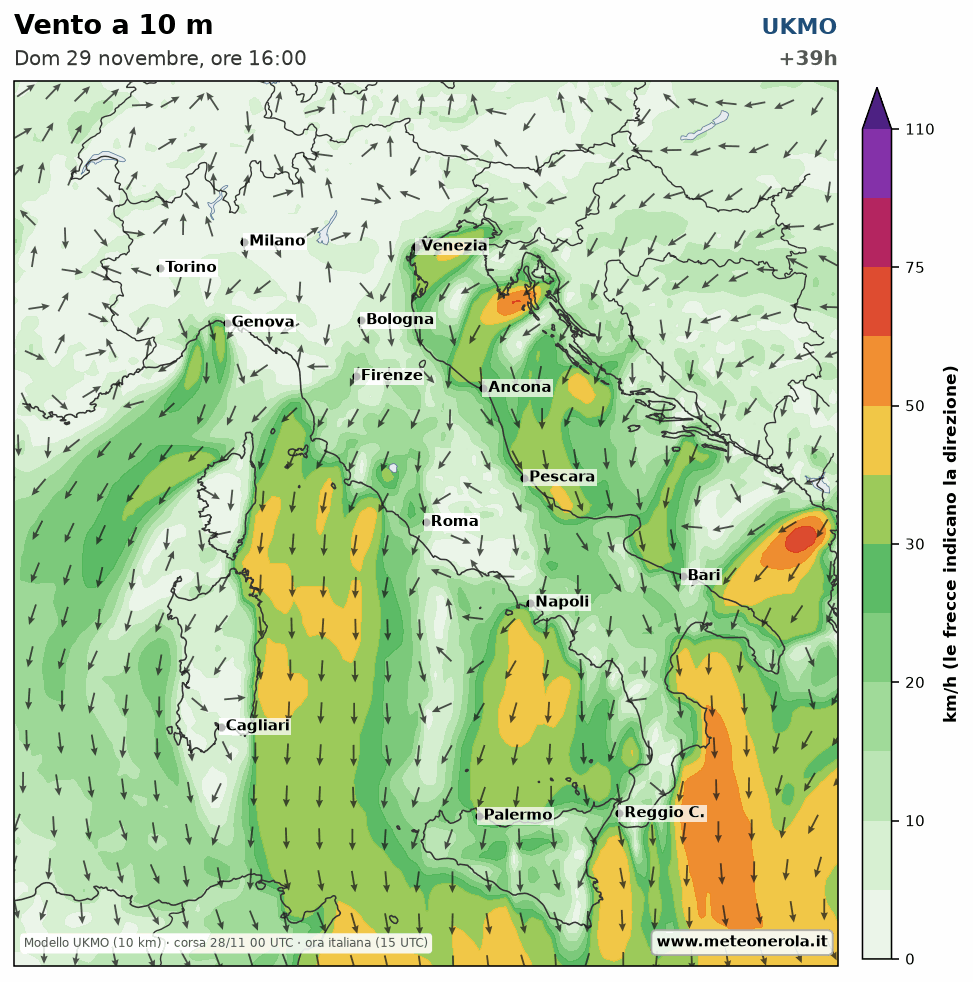 Vento a 10 m
UKMO
Dom 29 novembre, ore 16:00
+39h
110
75
50
30
20
10
0
km/h (le frecce indicano la direzione)
Venezia
Milano
Torino
Genova
Bologna
Firenze
Ancona
Pescara
Roma
Bari
Napoli
Cagliari
Palermo
Reggio C.
Modello UKMO (10 km) · corsa 28/11 00 UTC · ora italiana (15 UTC)
www.meteonerola.it